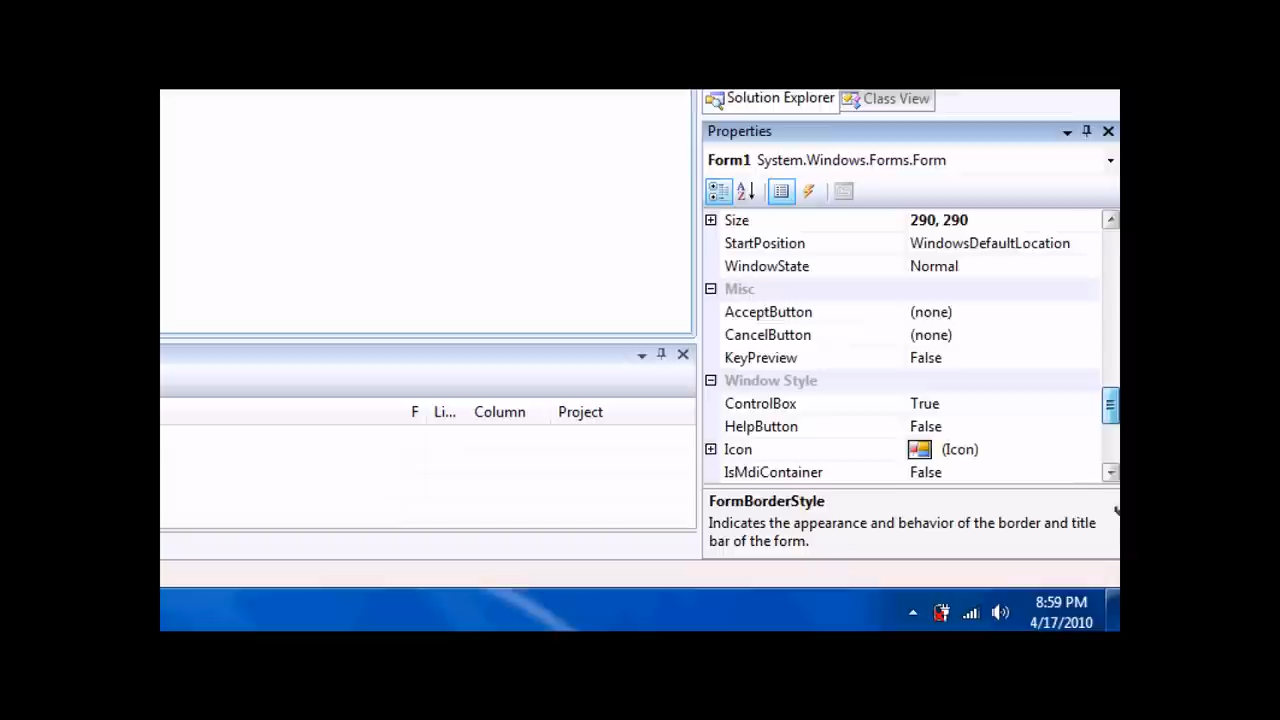 Solution Explorer Class View
Properties
Form1 System.Windows.Forms.Form
Size 290, 290
StartPosition WindowsDefaultLocation
WindowState Normal
Misc
AcceptButton (none)
CancelButton (none)
KeyPreview False
Window Style
ControlBox True
HelpButton False
Icon (Icon)
IsMdiContainer False
FormBorderStyle
Indicates the appearance and behavior of the border and title
bar of the form.
F Li... Column Project
8:59 PM
4/17/2010